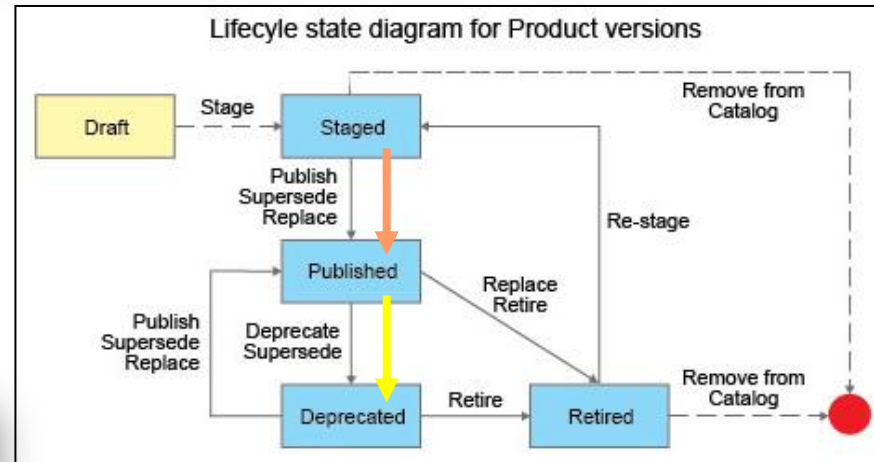 Lifecyle state diagram for Product versions
Draft
Stage
Staged
Remove from
Catalog
Publish
Supersede
Replace
Re-stage
Published
Replace
Retire
Publish
Supersede
Replace
Deprecate
Supersede
Deprecated
Retire
Retired
Remove from
Catalog